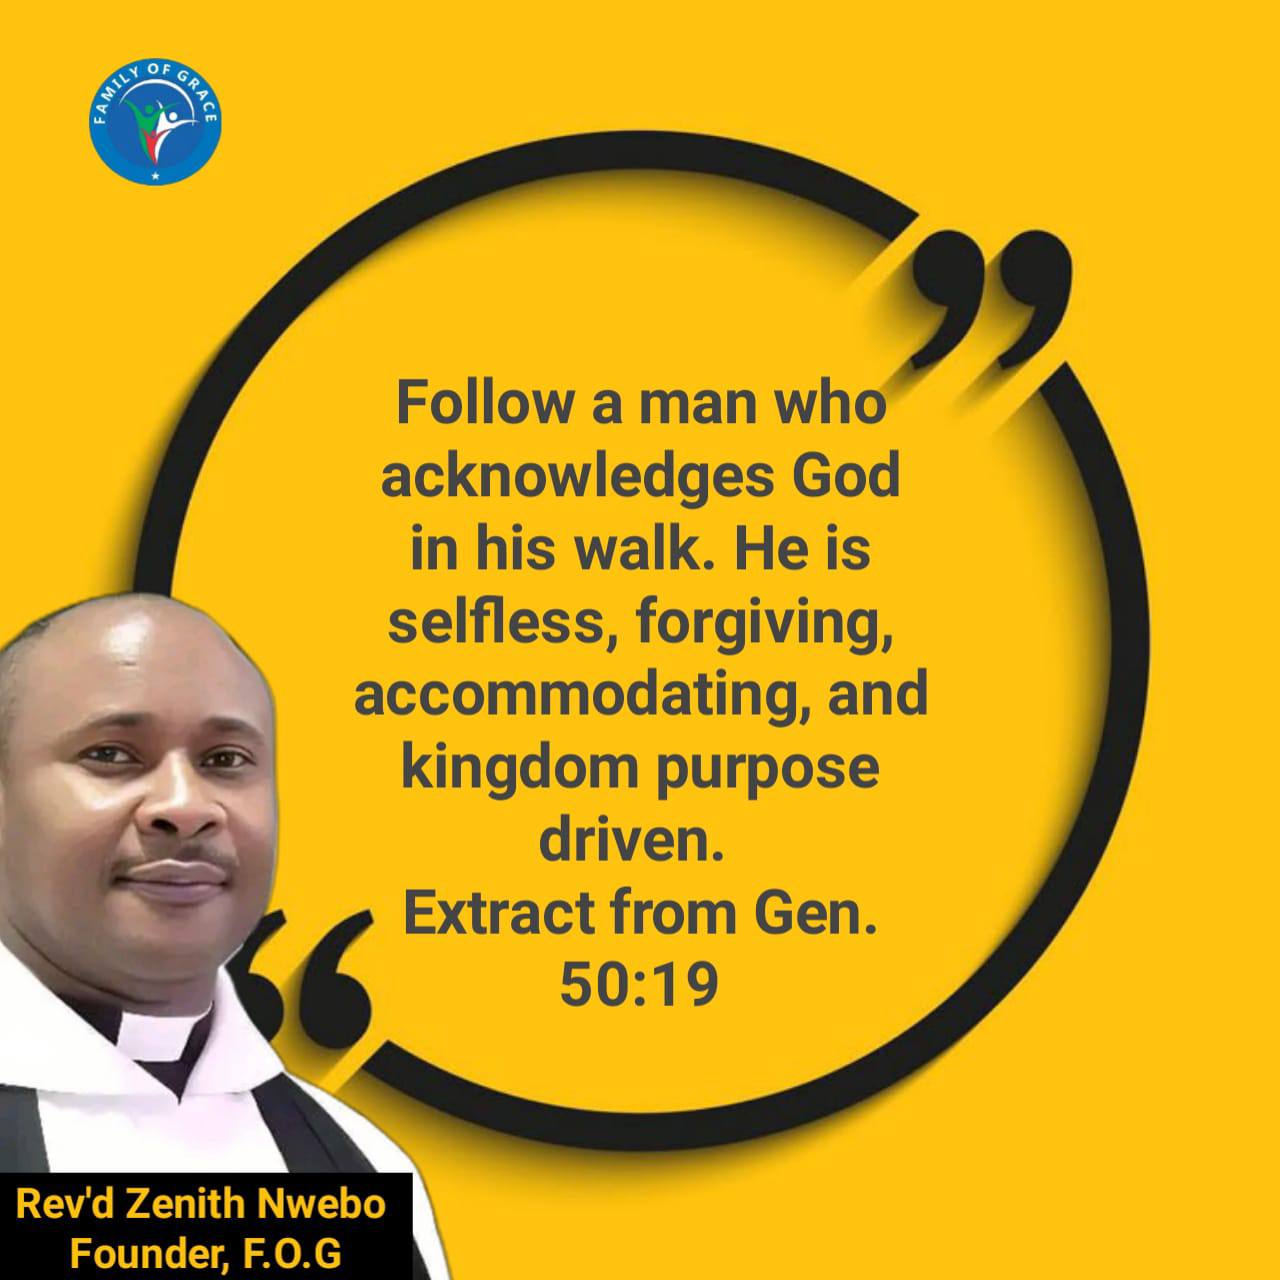 FAMILY OF GRACE
Follow a man who
acknowledges God
in his walk. He is
selfless, forgiving,
accommodating, and
kingdom purpose
driven.
Extract from Gen.
50:19
Rev'd Zenith Nwebo
Founder, F.O.G